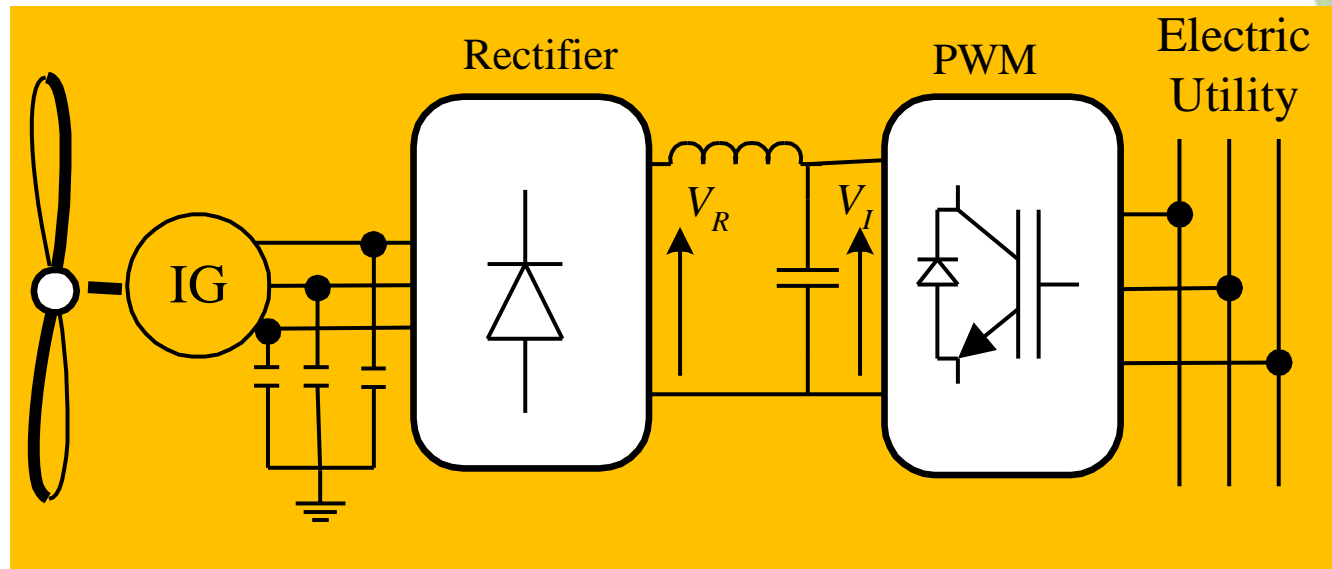 Rectifier
PWM
Electric
Utility
V_R
V_I
IG